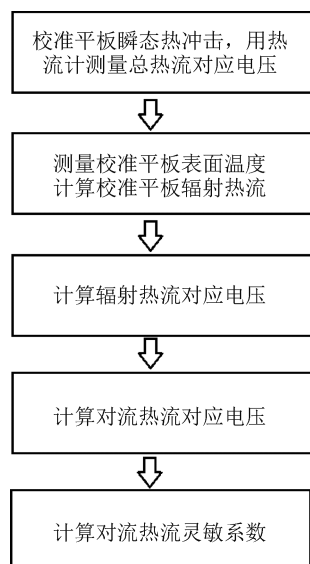 校准平板瞬态热冲击，用热
流计测量总热流对应电压
测量校准平板表面温度
计算校准平板辐射热流
计算辐射热流对应电压
计算对流热流对应电压
计算对流热流灵敏系数